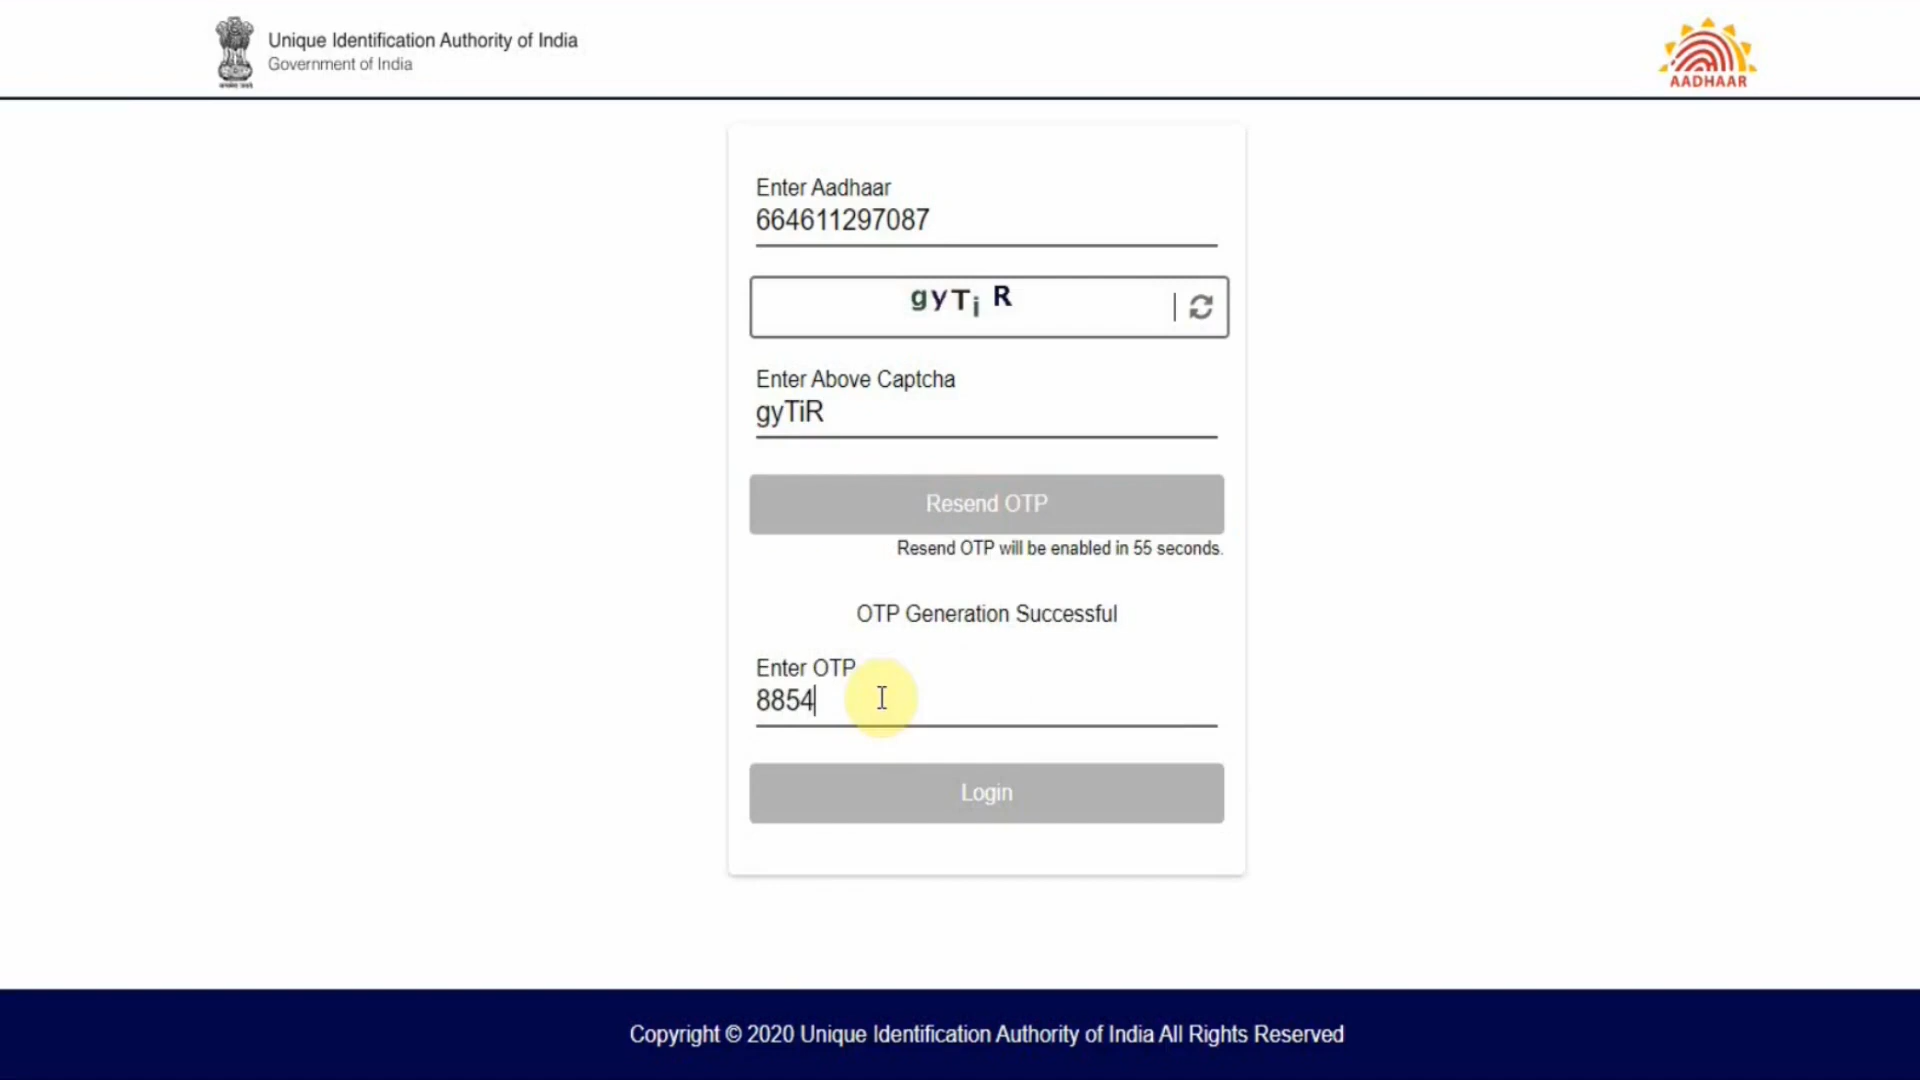 Unique Identification Authority of India
Government of India
AADHAAR
Enter Aadhaar
664611297087
gyTiR
Enter Above Captcha
gyTiR
Resend OTP
Resend OTP will be enabled in 55 seconds.
OTP Generation Successful
Enter OTP
8854
Login
Copyright © 2020 Unique Identification Authority of India All Rights Reserved